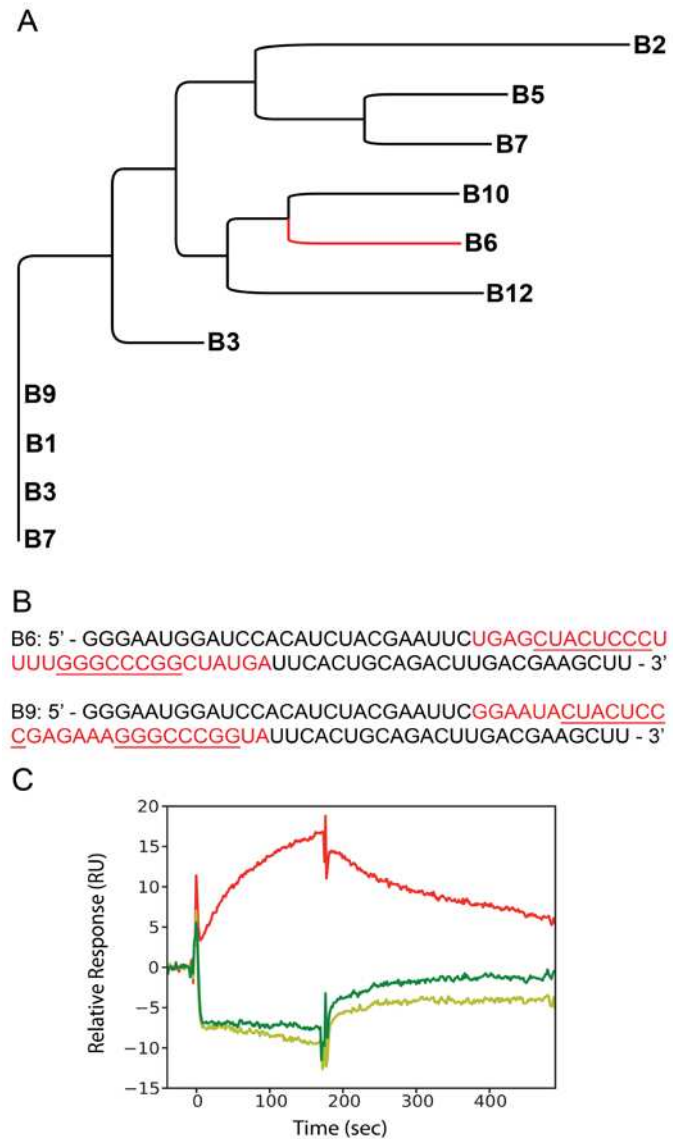 A
B2
B5
B7
B10
B6
B12
B3
B9
B1
B3
B7
B
B6: 5' - GGGAAUGGAUCCACAUCUACGAAUUCUGAGCUACUCCCU
UUUGGGCCCGGCUAUGAUUCACUGCAGACUUGACGAAGCUU - 3'
B9: 5' - GGGAAUGGAUCCACAUCUACGAAUUCGGAAUACUACUCC
CGAGAAAGGGCCCGGUAUUCACUGCAGACUUGACGAAGCUU - 3'
C
20
15
10
5
0
−5
−10
−15
Relative Response (RU)
0 200 400
100 300
Time (sec)